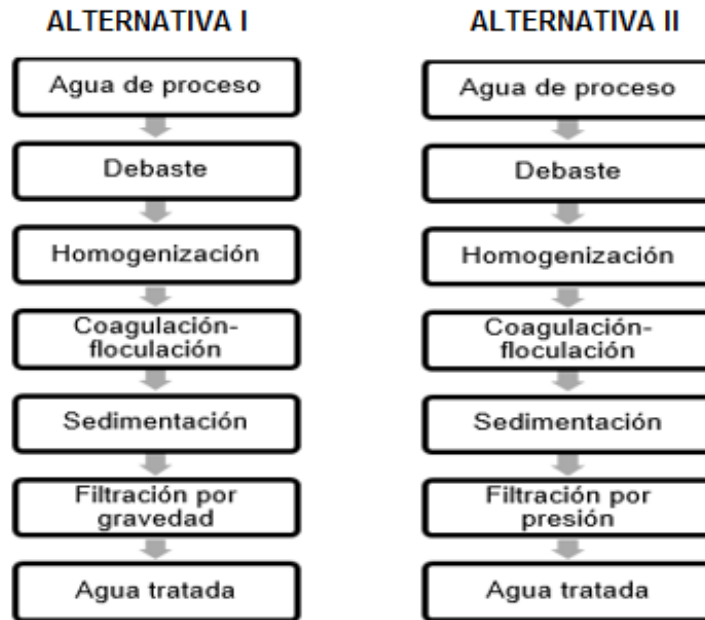 ALTERNATIVA I
Agua de proceso
Debaste
Homogenización
Coagulación-
floculación
Sedimentación
Filtración por
gravedad
Agua tratada
ALTERNATIVA II
Agua de proceso
Debaste
Homogenización
Coagulación-
floculación
Sedimentación
Filtración por
presión
Agua tratada